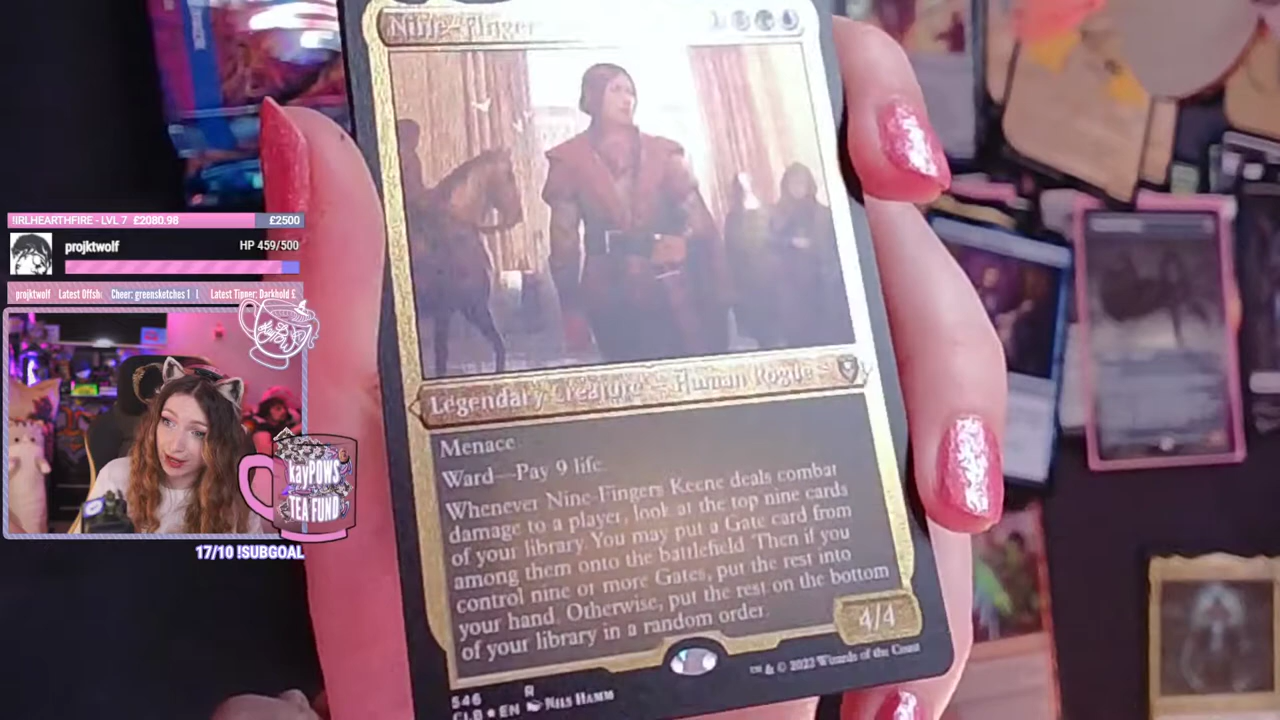 Nine-Finger
!IRLHEARTHFIRE - LVL 7 £2080.98 £2500
projktwolf HP 459/500
projktwolf Latest Offsh: Cheer: greensketches 1 Latest Tipper: Darkhold £
kayPOWS
TEA FUND
17/10 !SUBGOAL
Legendary Creature — Human Rogue
Menace
Ward—Pay 9 life.
Whenever Nine-Fingers Keene deals combat
damage to a player, look at the top nine cards
of your library. You may put a Gate card from
among them onto the battlefield. Then if you
control nine or more Gates, put the rest into
your hand. Otherwise, put the rest on the bottom
of your library in a random order.
4/4
546 R
CLB ★ EN NILS HAMM
™ & © 2022 Wizards of the Coast